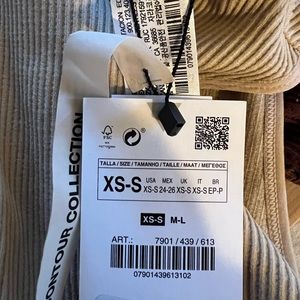 CONTOUR COLLECTION
FSC
TALLA / SIZE / TAMANHO / TAILLE / MAAT / ΜΕΓΕΘΟΣ
XS-S
USA MEX UK IT BR
XS-S 24-26 XS-S XS-S EP-P
XS-S M-L
ART.: 7901 / 439 / 613
07901439613102